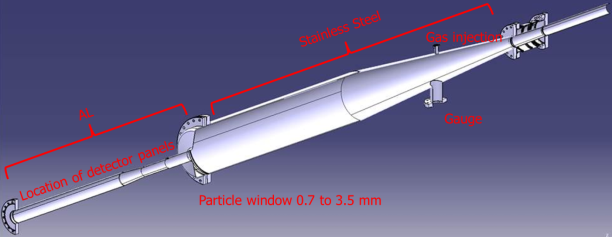 Stainless Steel
Gas injection
AL
Gauge
Location of detector panels
Particle window 0.7 to 3.5 mm